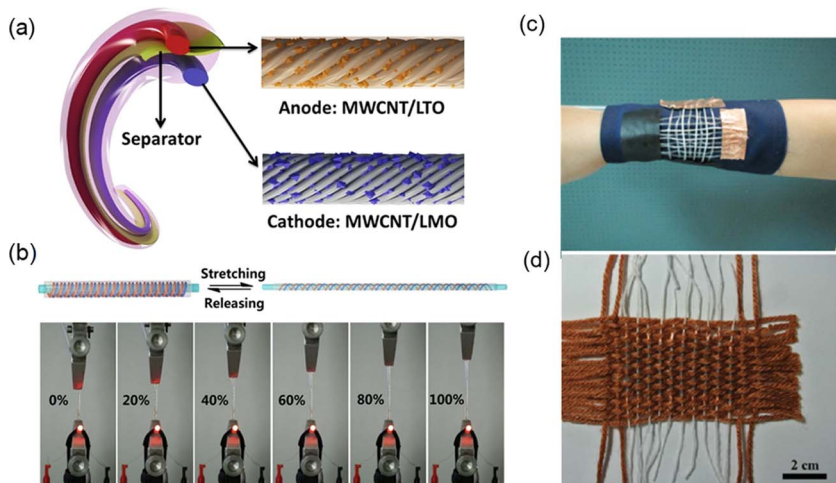 (a)
Separator
Anode: MWCNT/LTO
Cathode: MWCNT/LMO
(b)
Stretching
Releasing
0%
20%
40%
60%
80%
100%
(c)
(d)
2 cm